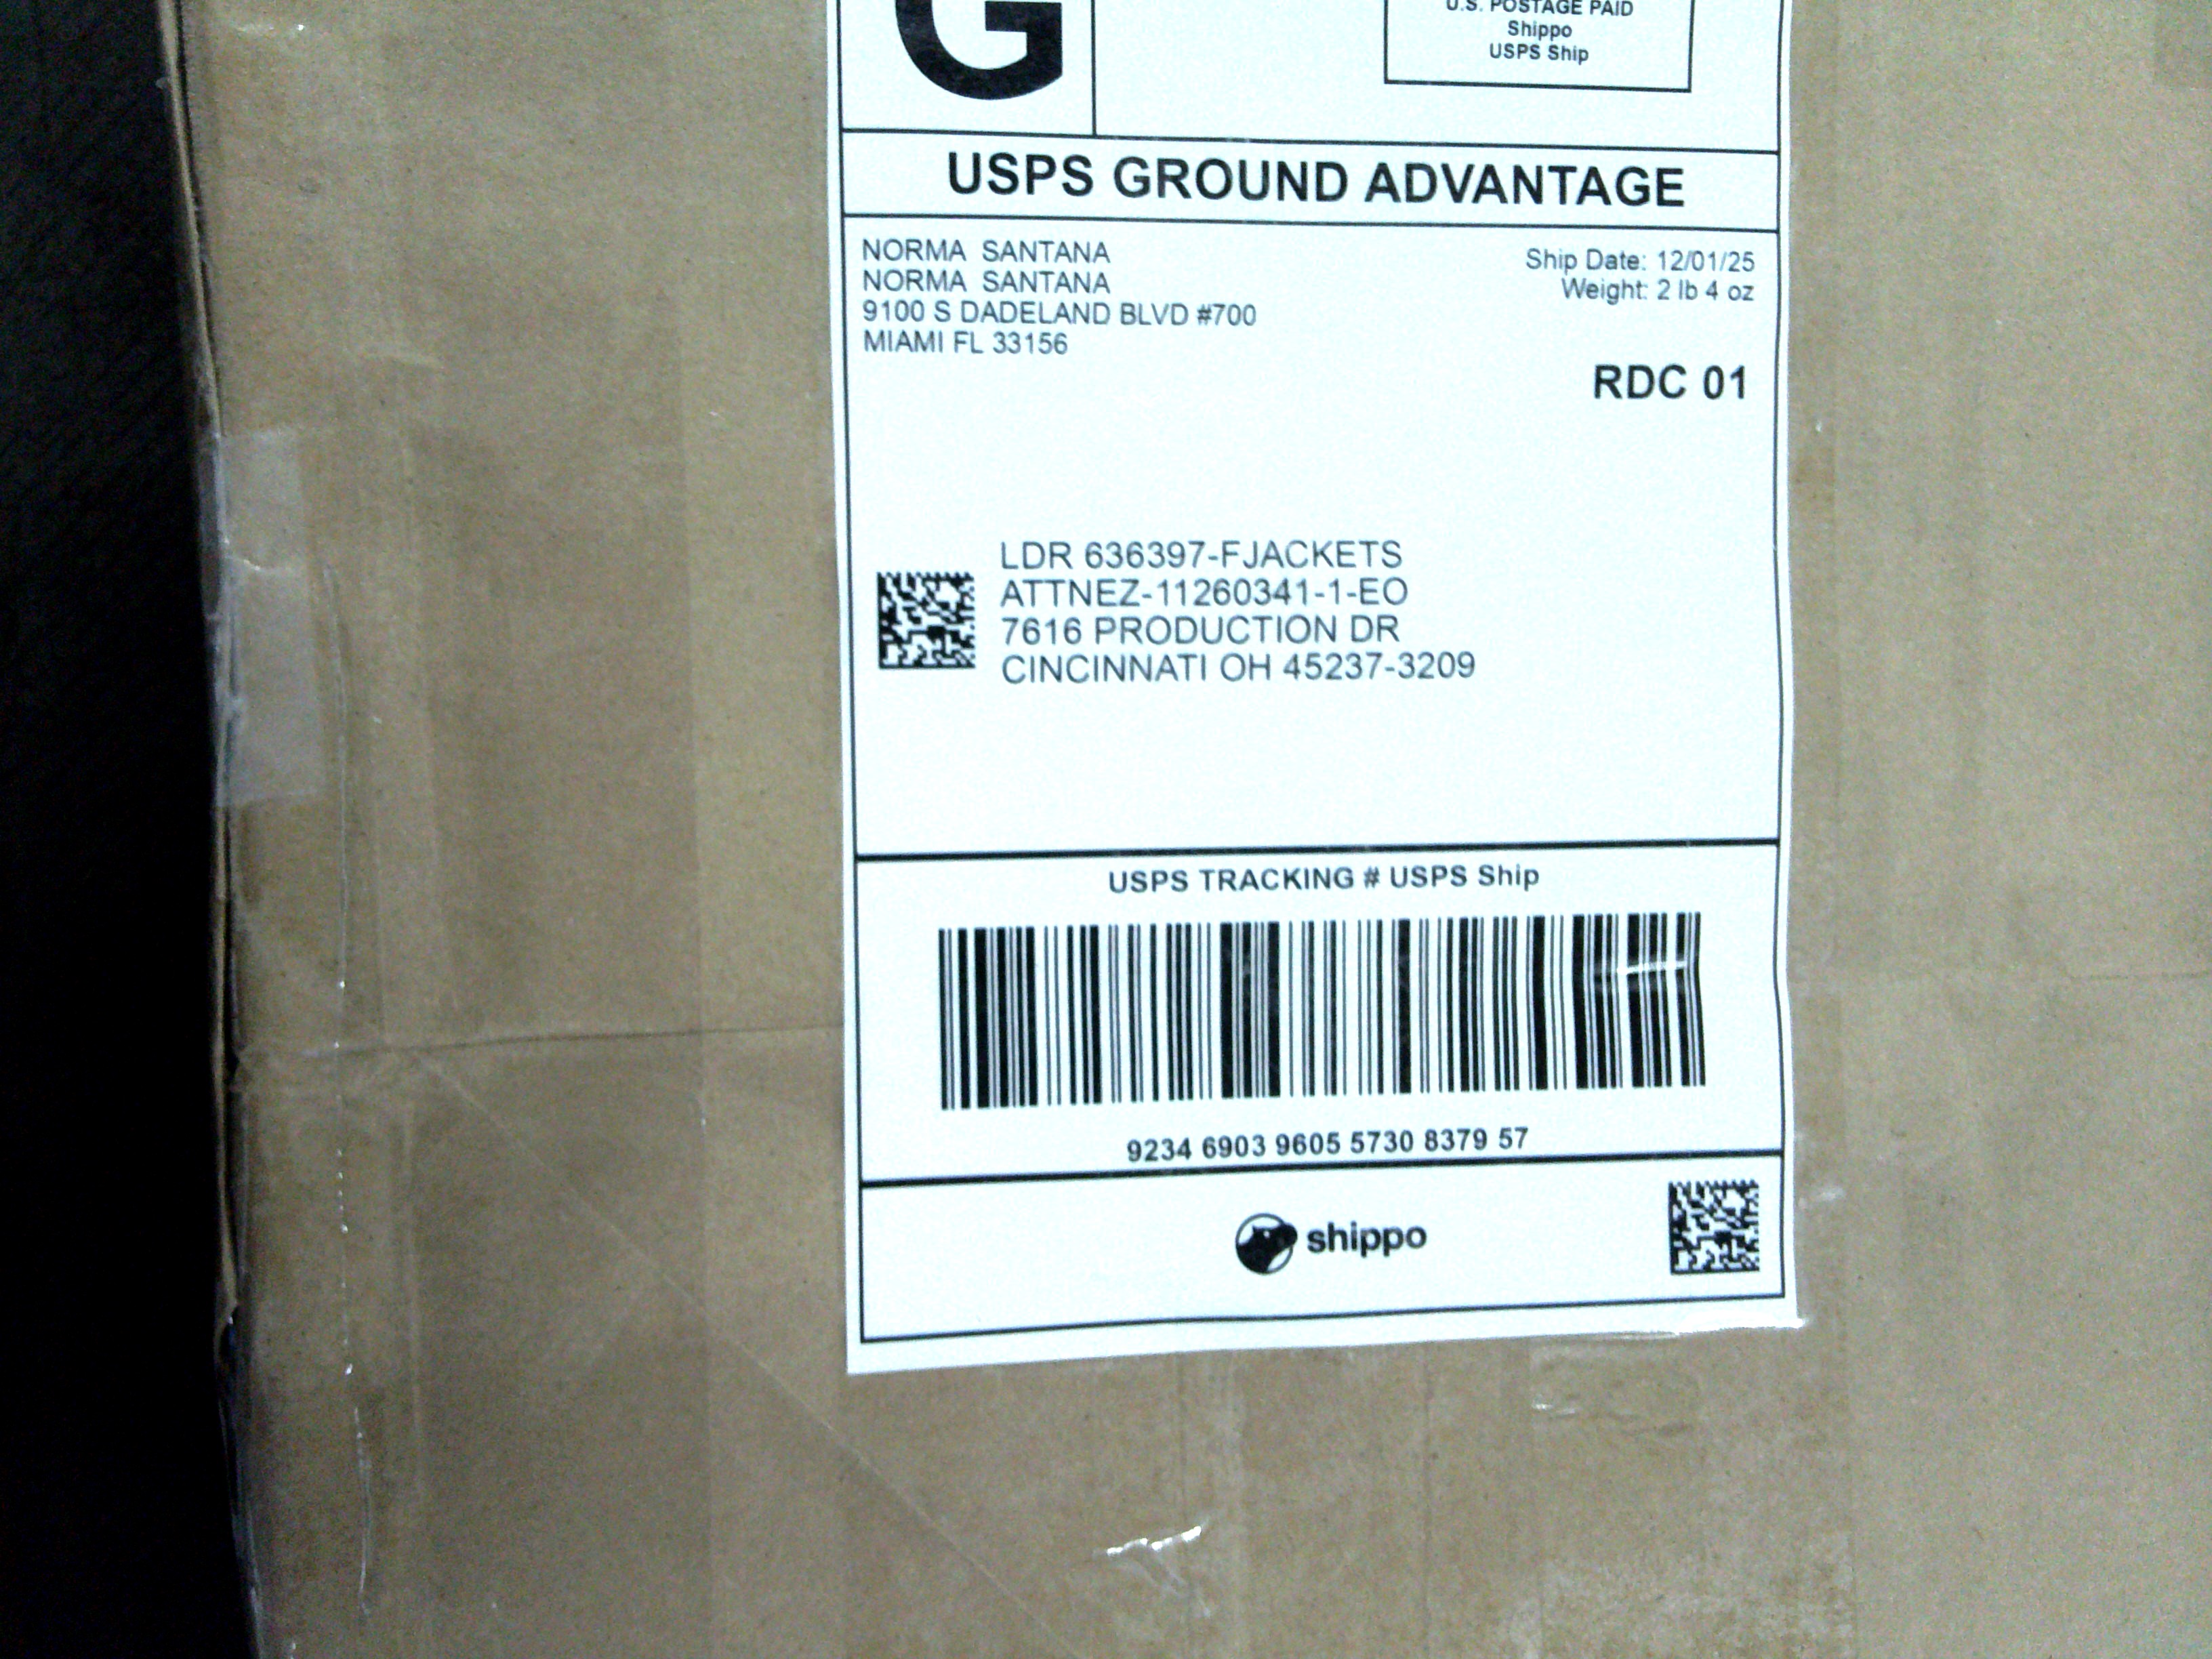 G
U.S. POSTAGE PAID
Shippo
USPS Ship
USPS GROUND ADVANTAGE
NORMA SANTANA
NORMA SANTANA
9100 S DADELAND BLVD #700
MIAMI FL 33156
Ship Date: 12/01/25
Weight: 2 lb 4 oz
RDC 01
LDR 636397-FJACKETS
ATTNEZ-11260341-1-EO
7616 PRODUCTION DR
CINCINNATI OH 45237-3209
USPS TRACKING # USPS Ship
9234 6903 9605 5730 8379 57
shippo